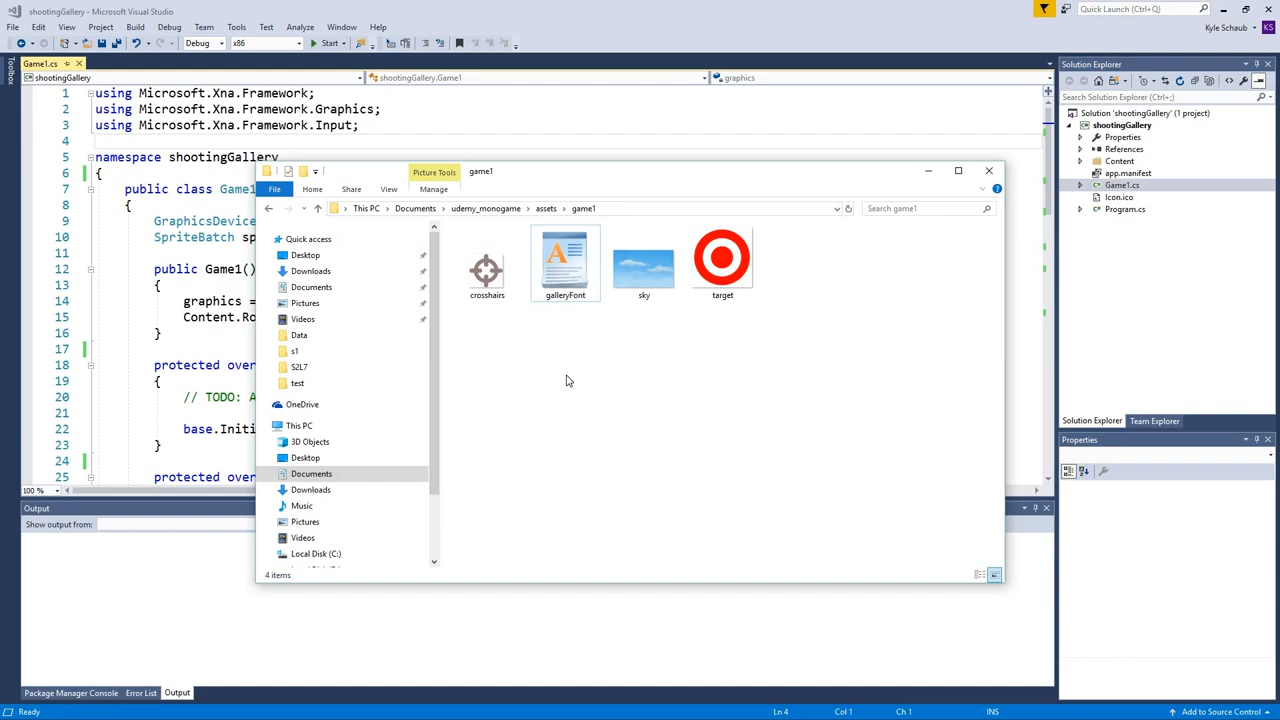 shootingGallery - Microsoft Visual Studio
Quick Launch (Ctrl+Q)
File Edit View Project Build Debug Team Tools Test Analyze Window Help
Kyle Schaub KS
Debug x86 Start
Toolbox
Game1.cs
shootingGallery shootingGallery.Game1 graphics
1 using Microsoft.Xna.Framework;
2 using Microsoft.Xna.Framework.Graphics;
3 using Microsoft.Xna.Framework.Input;
4
5 namespace shootingGallery
6 {
7 public class Game1
8 {
9 GraphicsDevice
10 SpriteBatch sp
11
12 public Game1()
13 {
14 graphics =
15 Content.Ro
16 }
17
18 protected over
19 {
20 // TODO: A
21
22 base.Initi
23 }
24
25 protected over
100 %
Picture Tools game1
File Home Share View Manage
This PC Documents udemy_monogame assets game1
Search game1
Quick access
Desktop
Downloads
Documents
Pictures
Videos
Data
s1
S2L7
test
OneDrive
This PC
3D Objects
Desktop
Documents
Downloads
Music
Pictures
Videos
Local Disk (C:)
crosshairs galleryFont sky target
A
4 items
Solution Explorer
Search Solution Explorer (Ctrl+;)
Solution 'shootingGallery' (1 project)
shootingGallery
Properties
References
Content
app.manifest
Game1.cs
Icon.ico
Program.cs
Solution Explorer Team Explorer
Properties
Output
Show output from:
Package Manager Console Error List Output
Ready Ln 4 Col 1 Ch 1 INS Add to Source Control